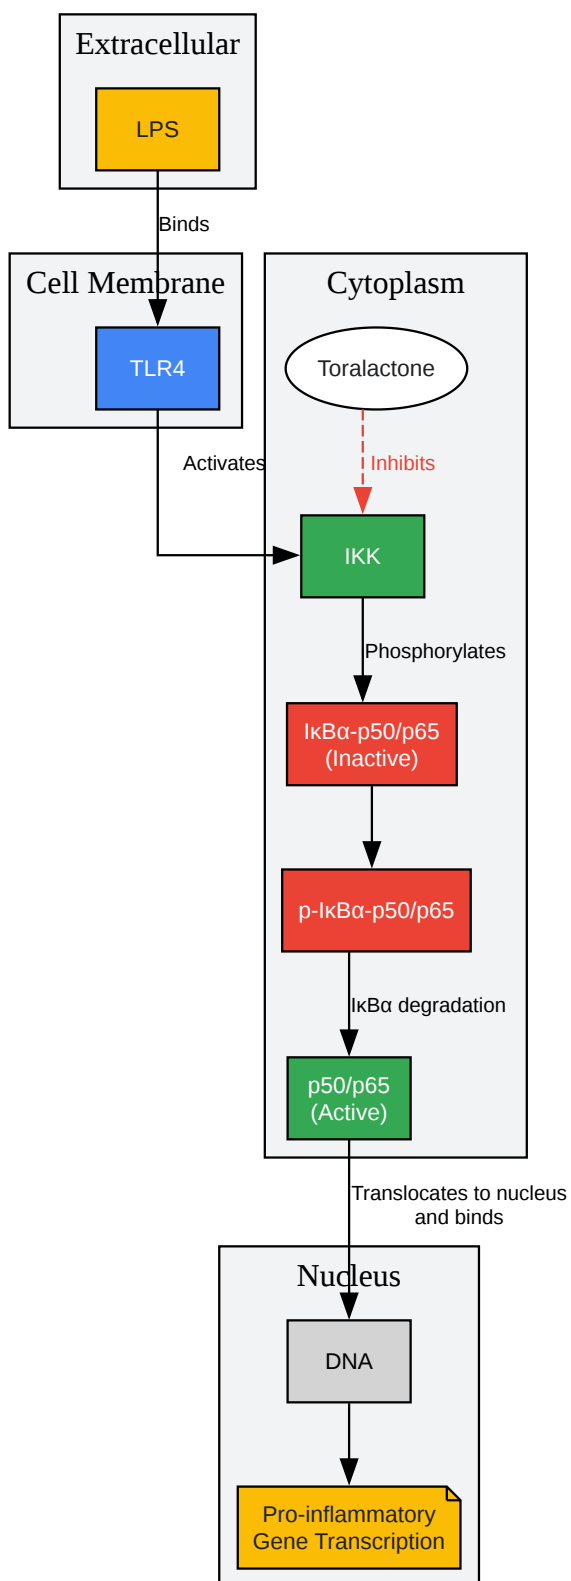 Extracellular
LPS
Binds
Cell Membrane
TLR4
Activates
Cytoplasm
Toralactone
Inhibits
IKK
Phosphorylates
IκBα-p50/p65
(Inactive)
p-IκBα-p50/p65
IκBα degradation
p50/p65
(Active)
Translocates to nucleus
and binds
Nucleus
DNA
Pro-inflammatory
Gene Transcription